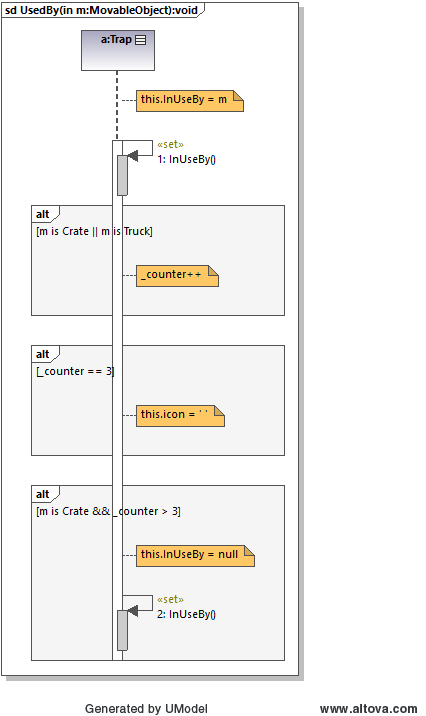 sd UsedBy(in m:MovableObject):void
a:Trap
this.InUseBy = m
«set»
1: InUseBy()
alt
[m is Crate || m is Truck]
_counter++
alt
[_counter == 3]
this.icon = ' '
alt
[m is Crate && _counter > 3]
this.InUseBy = null
«set»
2: InUseBy()
Generated by UModel
www.altova.com